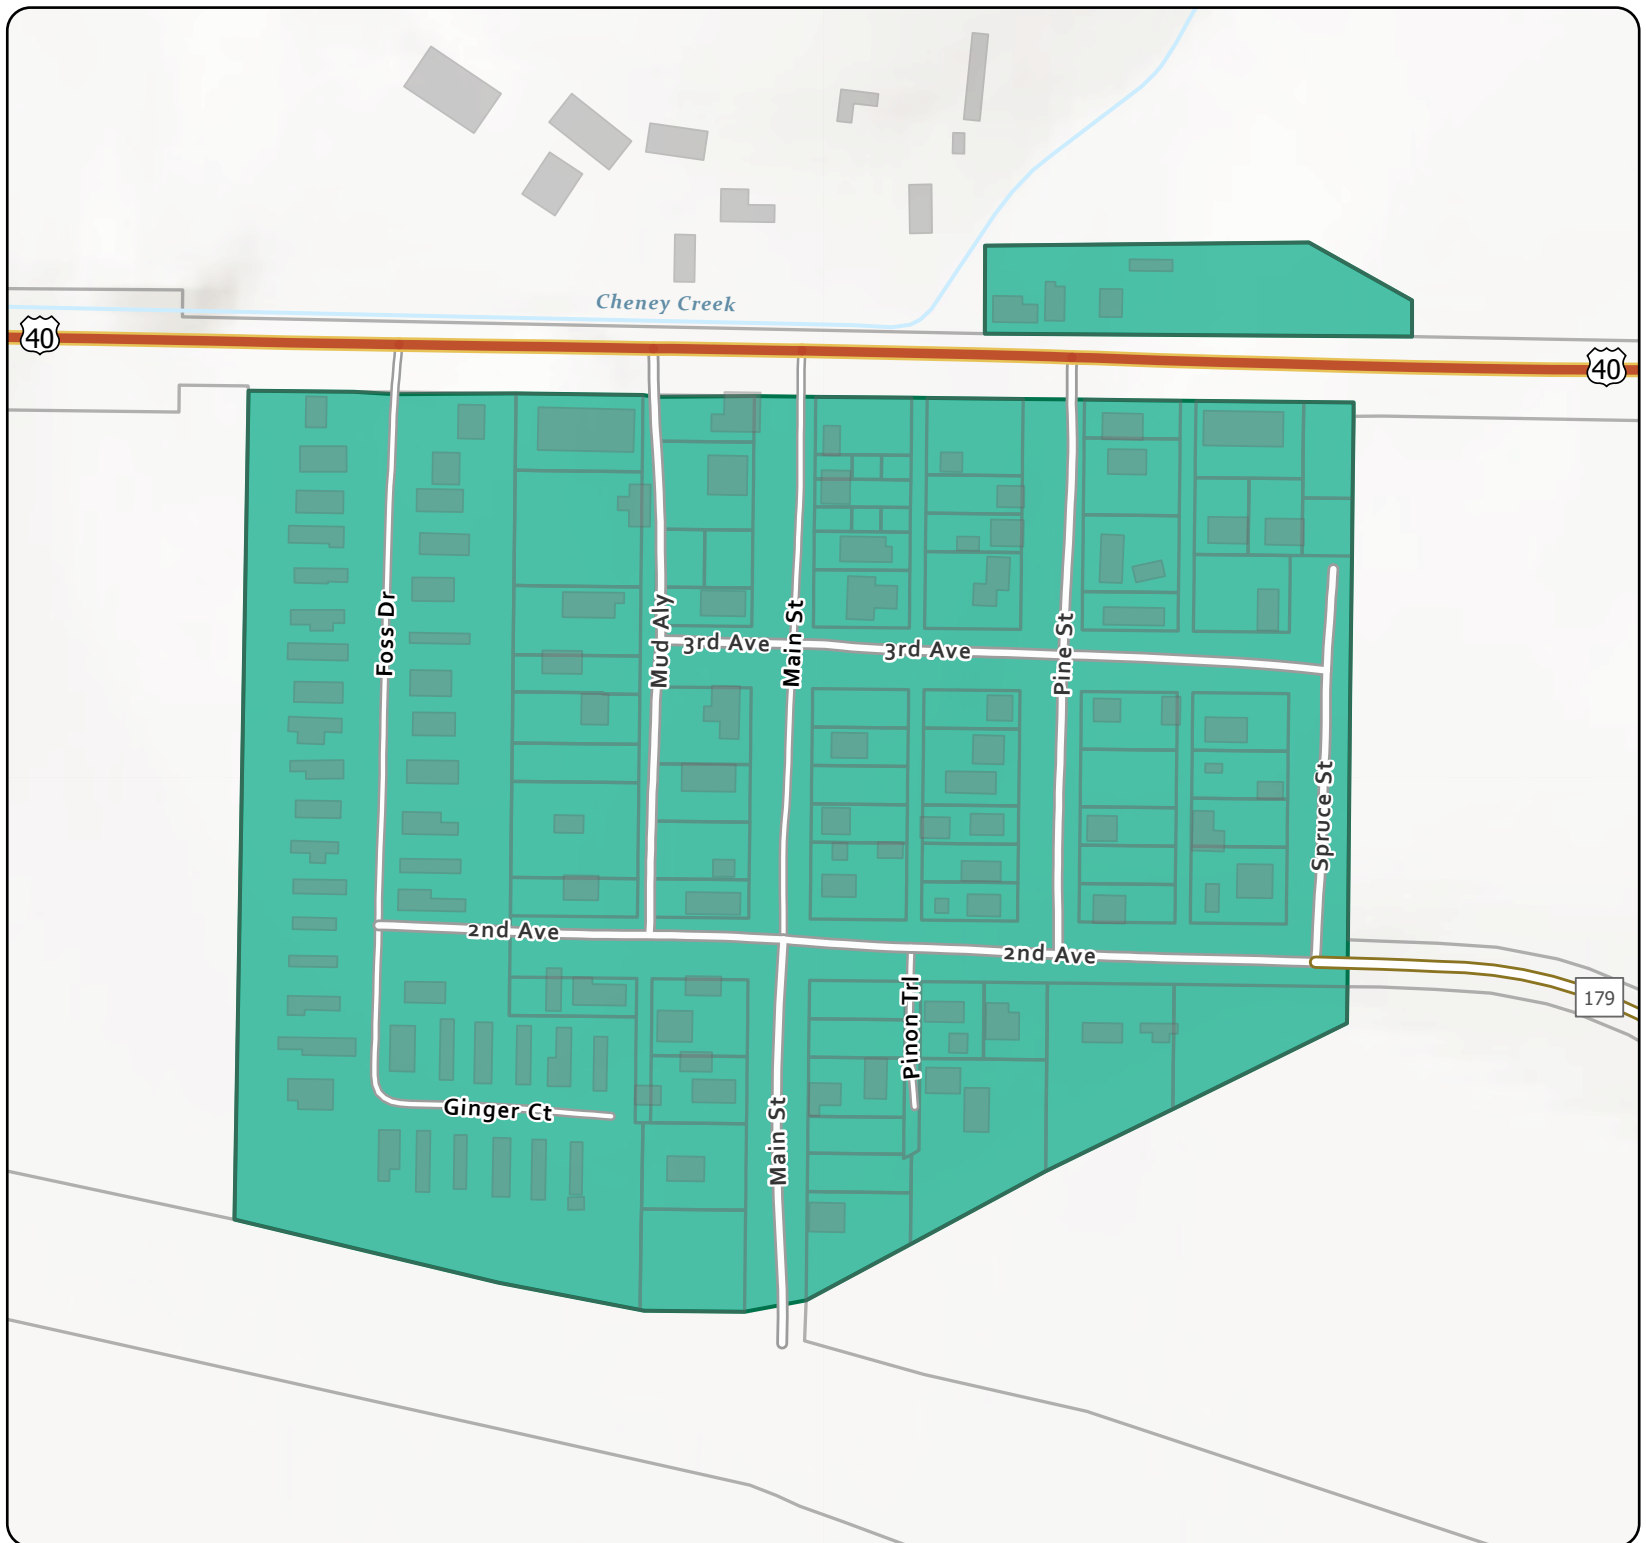 Cheney Creek
40
40
Foss Dr
Mud Aly
Main St
Pine St
3rd Ave
3rd Ave
Spruce St
2nd Ave
2nd Ave
179
Pinon Trl
Ginger Ct
Main St